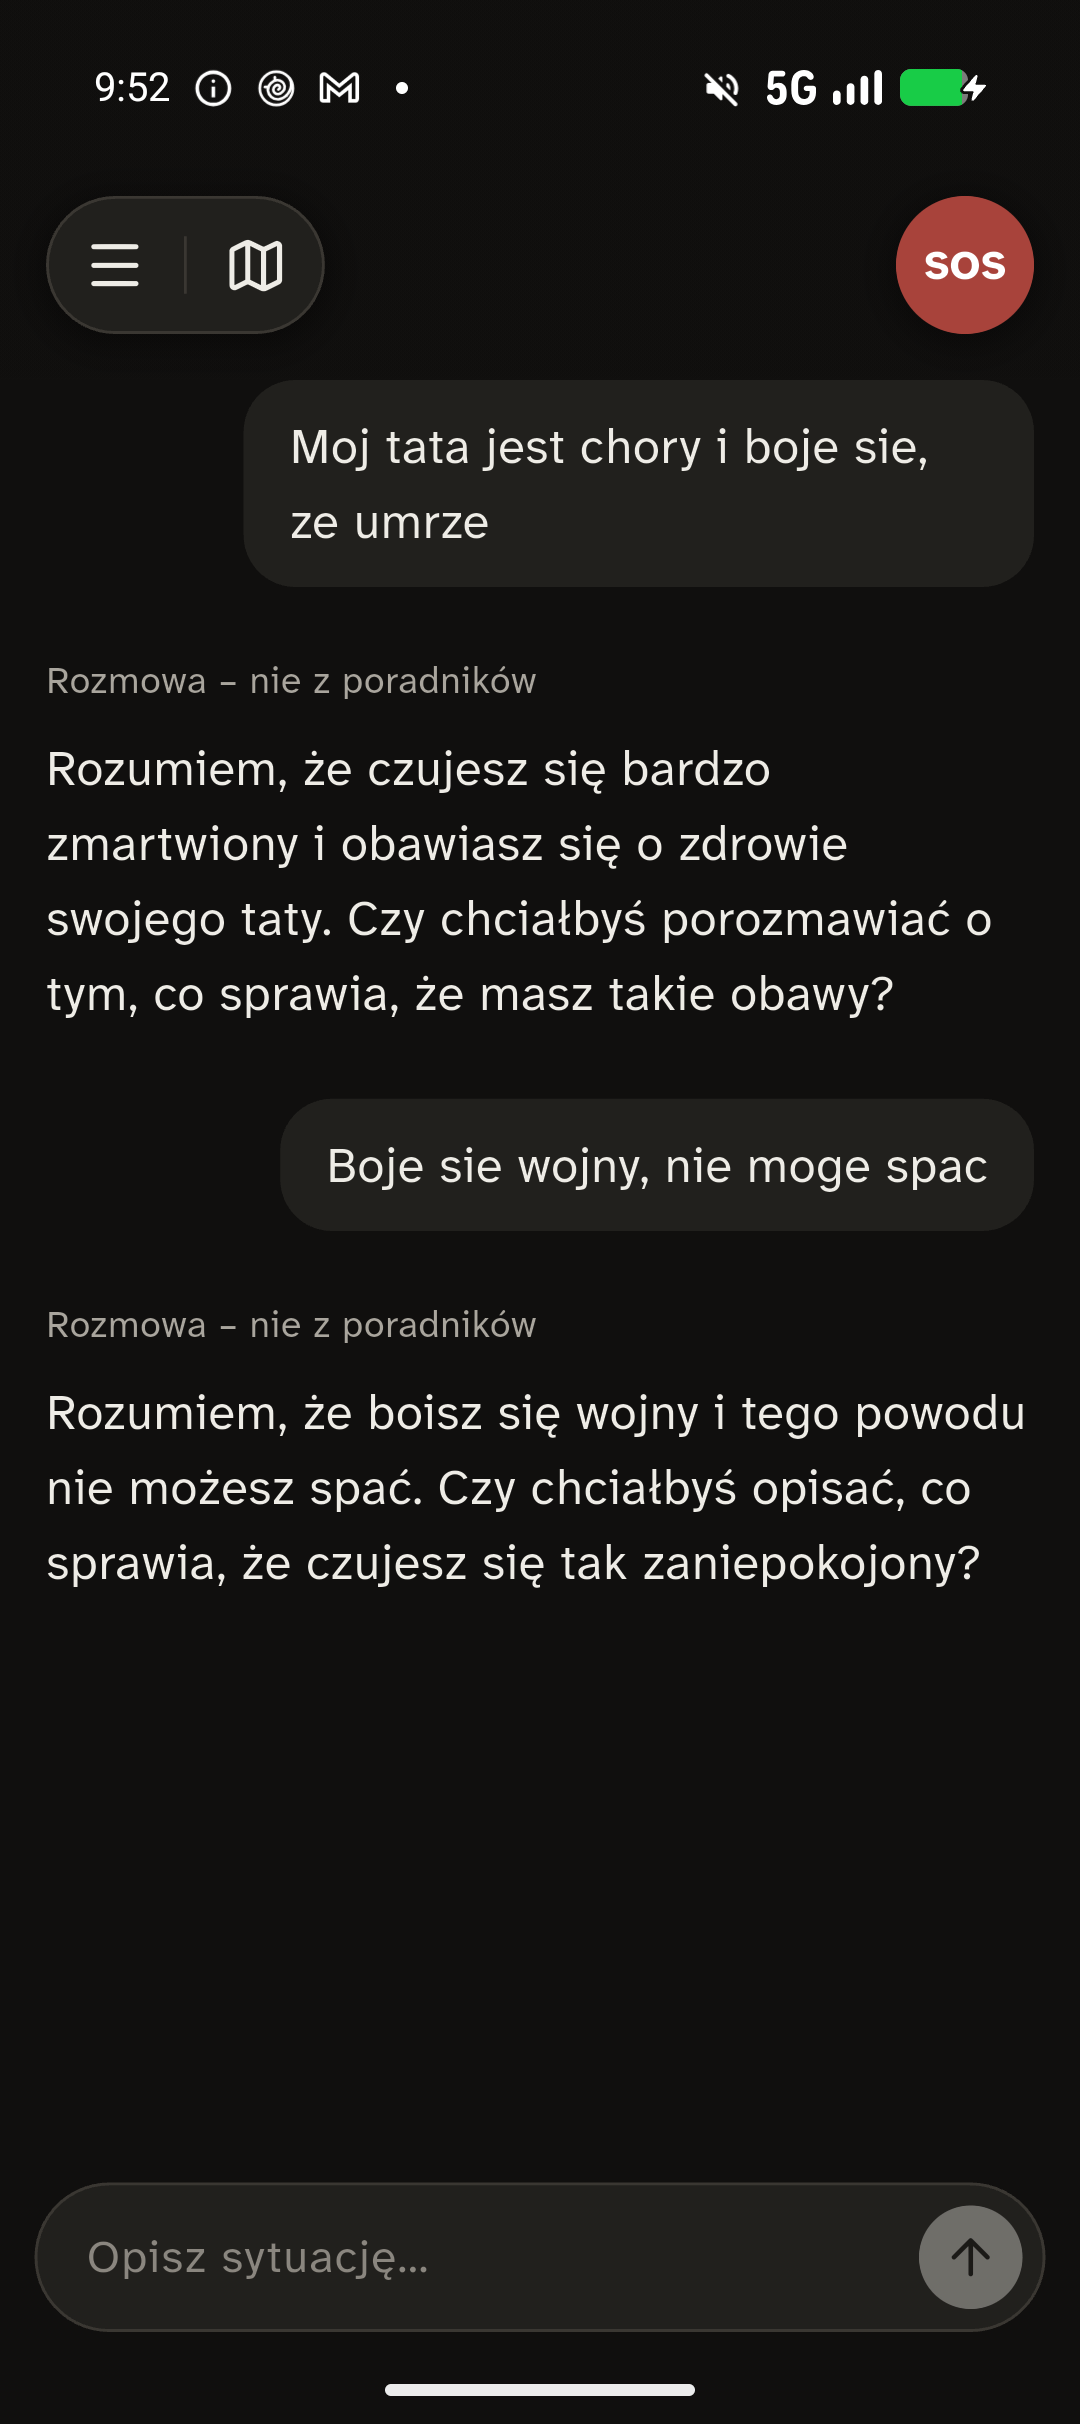 9:52
5G
SOS
Moj tata jest chory i boje sie,
ze umrze
Rozmowa – nie z poradników
Rozumiem, że czujesz się bardzo
zmartwiony i obawiasz się o zdrowie
swojego taty. Czy chciałbyś porozmawiać o
tym, co sprawia, że masz takie obawy?
Boje sie wojny, nie moge spac
Rozmowa – nie z poradników
Rozumiem, że boisz się wojny i tego powodu
nie możesz spać. Czy chciałbyś opisać, co
sprawia, że czujesz się tak zaniepokojony?
Opisz sytuację...